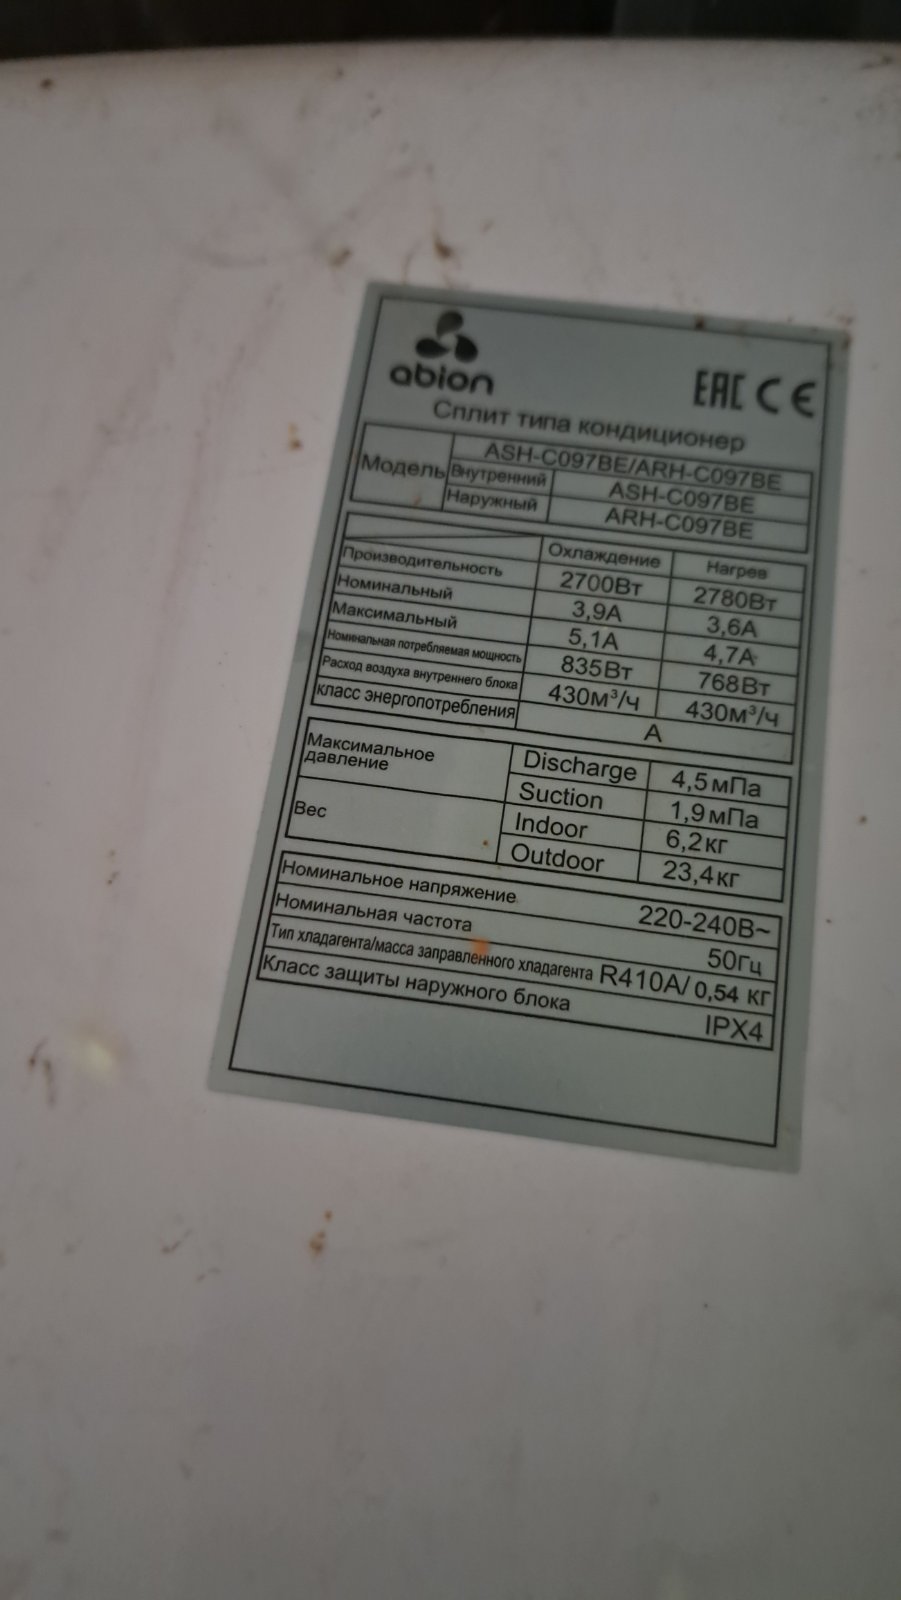 abion
EAC CE
Сплит типа кондиционер
Модель ASH-C097BE/ARH-C097BE
Внутренний ASH-C097BE
Наружный ARH-C097BE
Охлаждение Нагрев
Производительность 2700Вт 2780Вт
Номинальный 3,9А 3,6А
Максимальный 5,1А 4,7А
Номинальная потребляемая мощность 835Вт 768Вт
Расход воздуха внутреннего блока 430м³/ч 430м³/ч
класс энергопотребления А
Максимальное давление Discharge 4,5мПа
Suction 1,9мПа
Вес Indoor 6,2кг
Outdoor 23,4кг
Номинальное напряжение 220-240В~
Номинальная частота 50Гц
Тип хладагента/масса заправленного хладагента R410A/ 0,54 кг
Класс защиты наружного блока IPX4